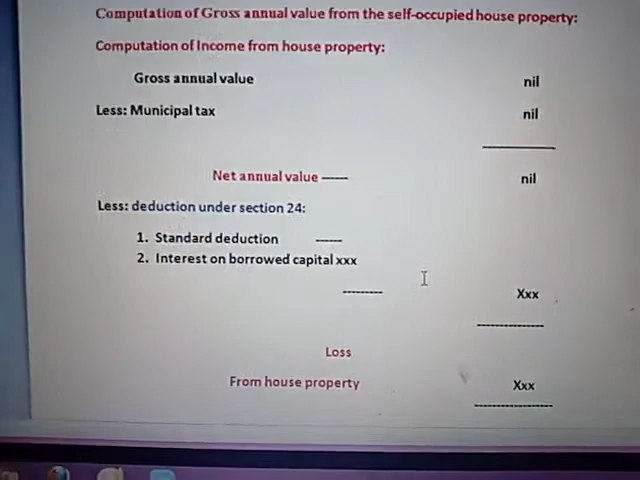 Computation of Gross annual value from the self-occupied house property:
Computation of Income from house property:
Gross annual value nil
Less: Municipal tax nil
Net annual value ------ nil
Less: deduction under section 24:
1. Standard deduction ------
2. Interest on borrowed capital xxx
--------- Xxx
---------------
Loss
From house property Xxx
-----------------